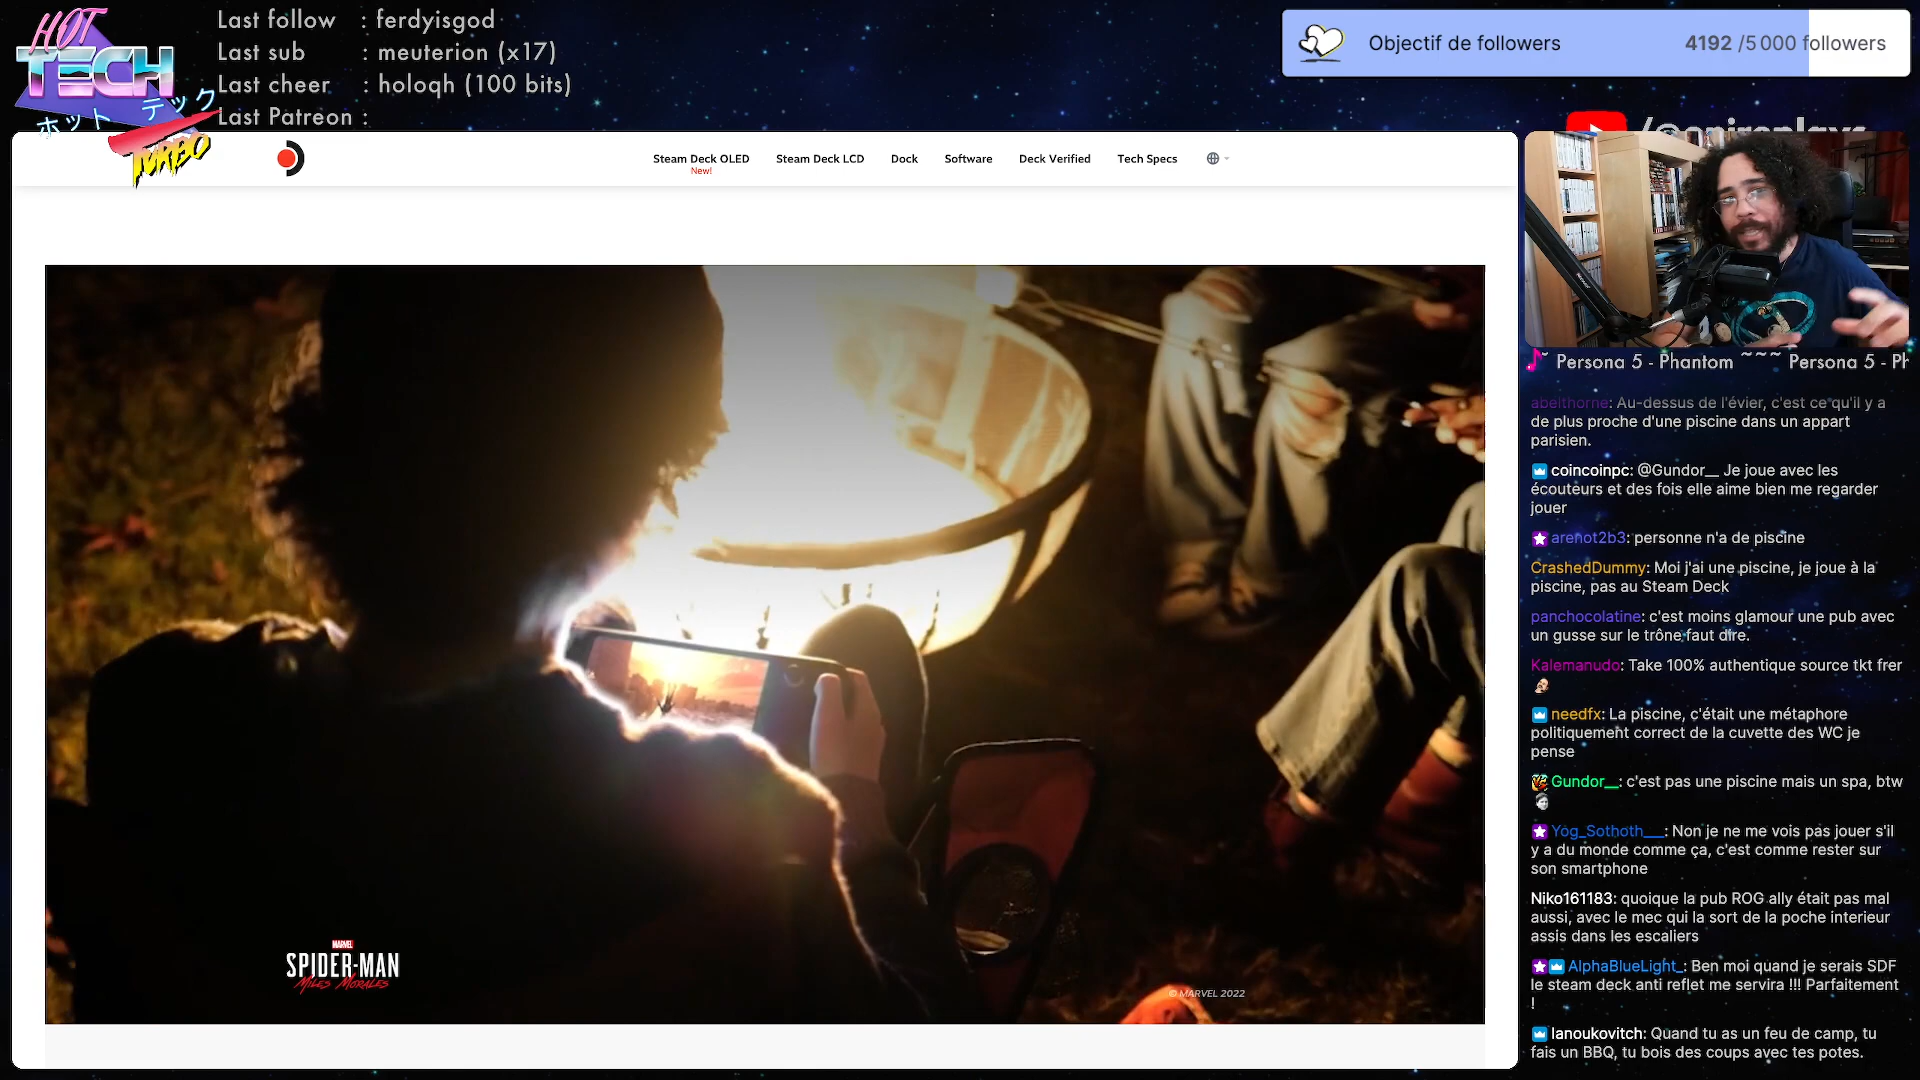 HOT
TECH
ホット テック
TURBO
Last follow : ferdyisgod
Last sub : meuterion (x17)
Last cheer : holoqh (100 bits)
Last Patreon :
Objectif de followers 4192 /5 000 followers
Steam Deck OLED Steam Deck LCD Dock Software Deck Verified Tech Specs
New!
Persona 5 - Phantom ~~~ Persona 5 - Ph
abelthorne: Au-dessus de l'évier, c'est ce qu'il y a
de plus proche d'une piscine dans un appart
parisien.
coincoinpc: @Gundor__ Je joue avec les
écouteurs et des fois elle aime bien me regarder
jouer
arenot2b3: personne n'a de piscine
CrashedDummy: Moi j'ai une piscine, je joue à la
piscine, pas au Steam Deck
panchocolatine: c'est moins glamour une pub avec
un gusse sur le trône faut dire.
Kalemanudo: Take 100% authentique source tkt frer
needfx: La piscine, c'était une métaphore
politiquement correct de la cuvette des WC je
pense
Gundor__: c'est pas une piscine mais un spa, btw
Yog_Sothoth___: Non je ne me vois pas jouer s'il
y a du monde comme ça, c'est comme rester sur
son smartphone
Niko161183: quoique la pub ROG ally était pas mal
aussi, avec le mec qui la sort de la poche interieur
assis dans les escaliers
AlphaBlueLight_: Ben moi quand je serais SDF
le steam deck anti reflet me servira !!! Parfaitement
!
lanoukovitch: Quand tu as un feu de camp, tu
fais un BBQ, tu bois des coups avec tes potes.
MARVEL
SPIDER-MAN
MILES MORALES
© MARVEL 2022